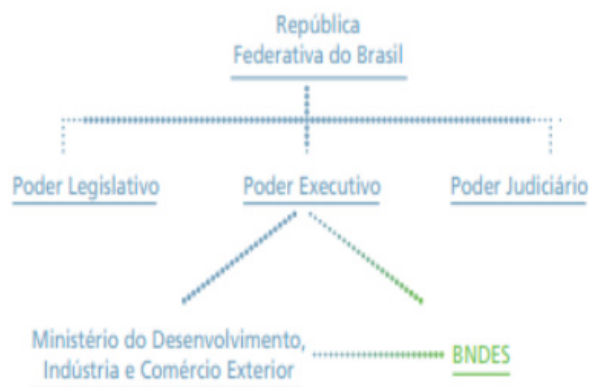 República
Federativa do Brasil
Poder Legislativo
Poder Executivo
Poder Judiciário
Ministério do Desenvolvimento,
Indústria e Comércio Exterior
BNDES